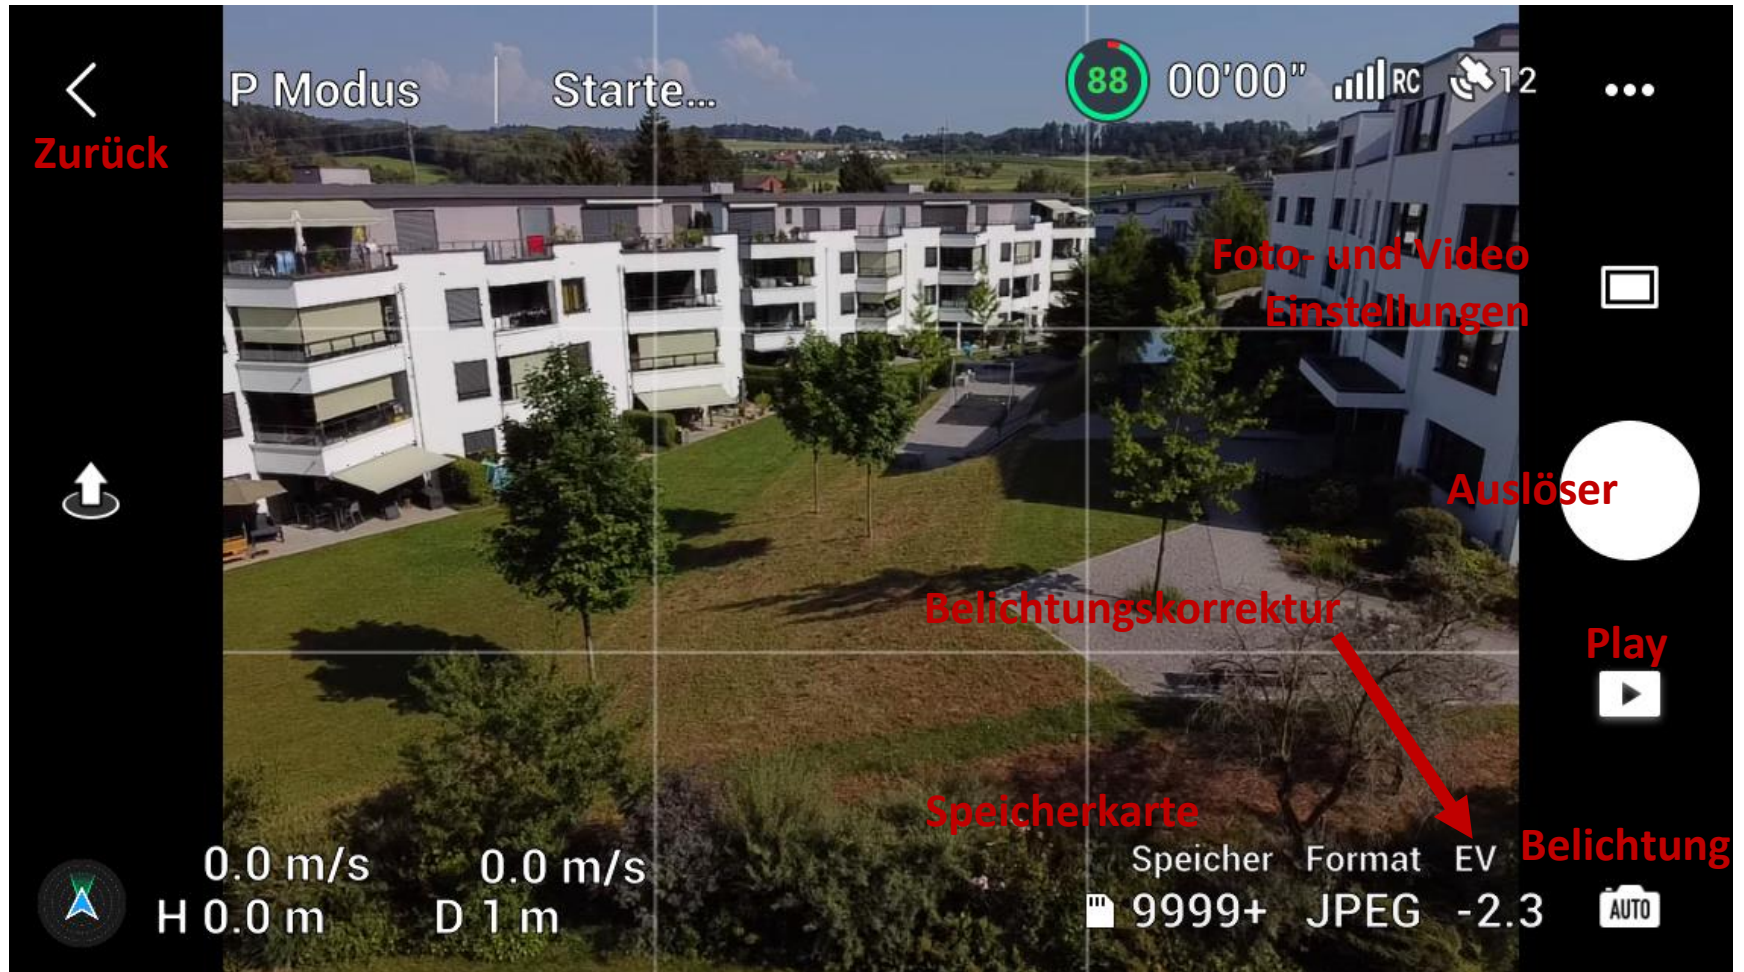 P Modus
Starte...
88
00'00"
RC
12
Zurück
Foto- und Video
Einstellungen
Auslöser
Belichtungskorrektur
Play
Speicherkarte
Belichtung
0.0 m/s
0.0 m/s
Speicher
Format
EV
H 0.0 m
D 1 m
9999+
JPEG
-2.3
AUTO